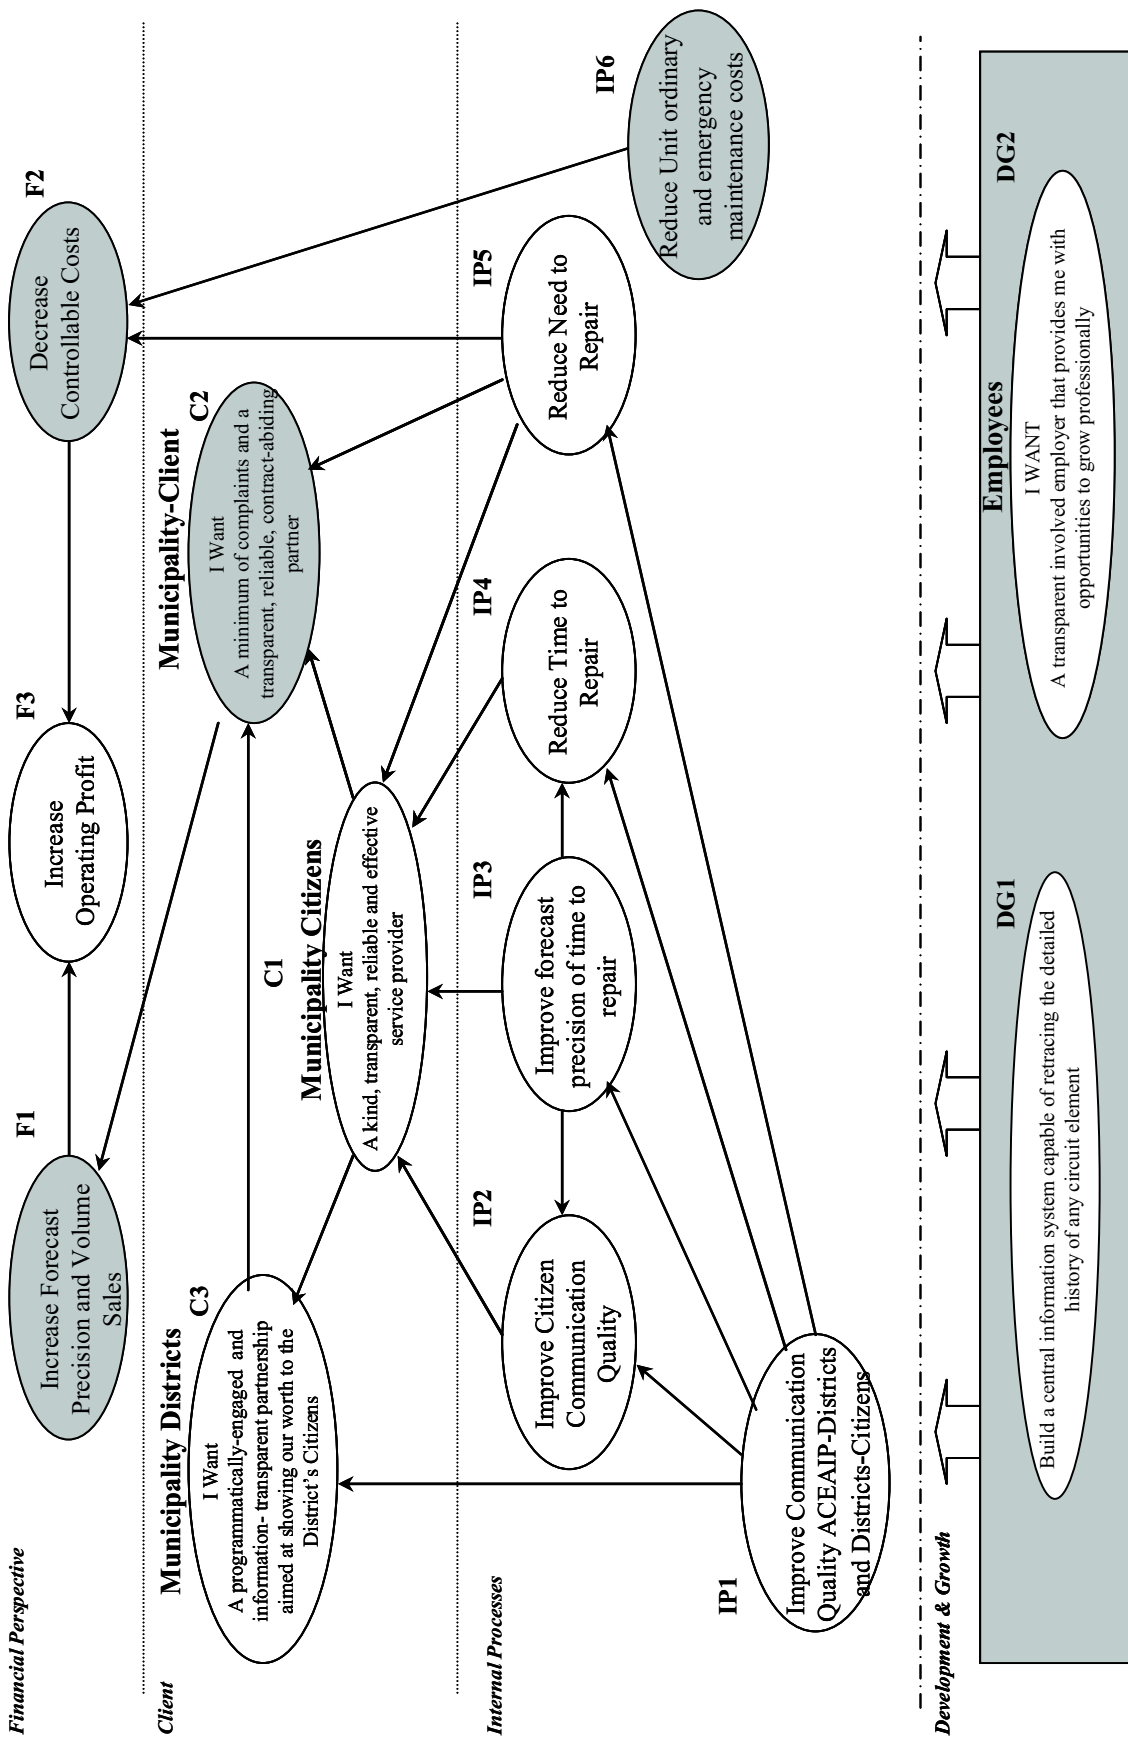 Financial Perspective
F1
Increase Forecast
Precision and Volume
Sales
F3
Increase
Operating Profit
F2
Decrease
Controllable Costs
Client
Municipality Districts
C3
I Want
A programmatically-engaged and
information- transparent partnership
aimed at showing our worth to the
District's Citizens
C1
Municipality Citizens
I Want
A kind, transparent, reliable and effective
service provider
Municipality-Client
C2
I Want
A minimum of complaints and a
transparent, reliable, contract-abiding
partner
Internal Processes
IP1
Improve Communication
Quality ACEAIP-Districts
and Districts-Citizens
IP2
Improve Citizen
Communication
Quality
IP3
Improve forecast
precision of time to
repair
IP4
Reduce Time to
Repair
IP5
Reduce Need to
Repair
IP6
Reduce Unit ordinary
and emergency
maintenance costs
Development & Growth
DG1
Build a central information system capable of retracing the detailed
history of any circuit element
Employees
DG2
I WANT
A transparent involved employer that provides me with
opportunities to grow professionally